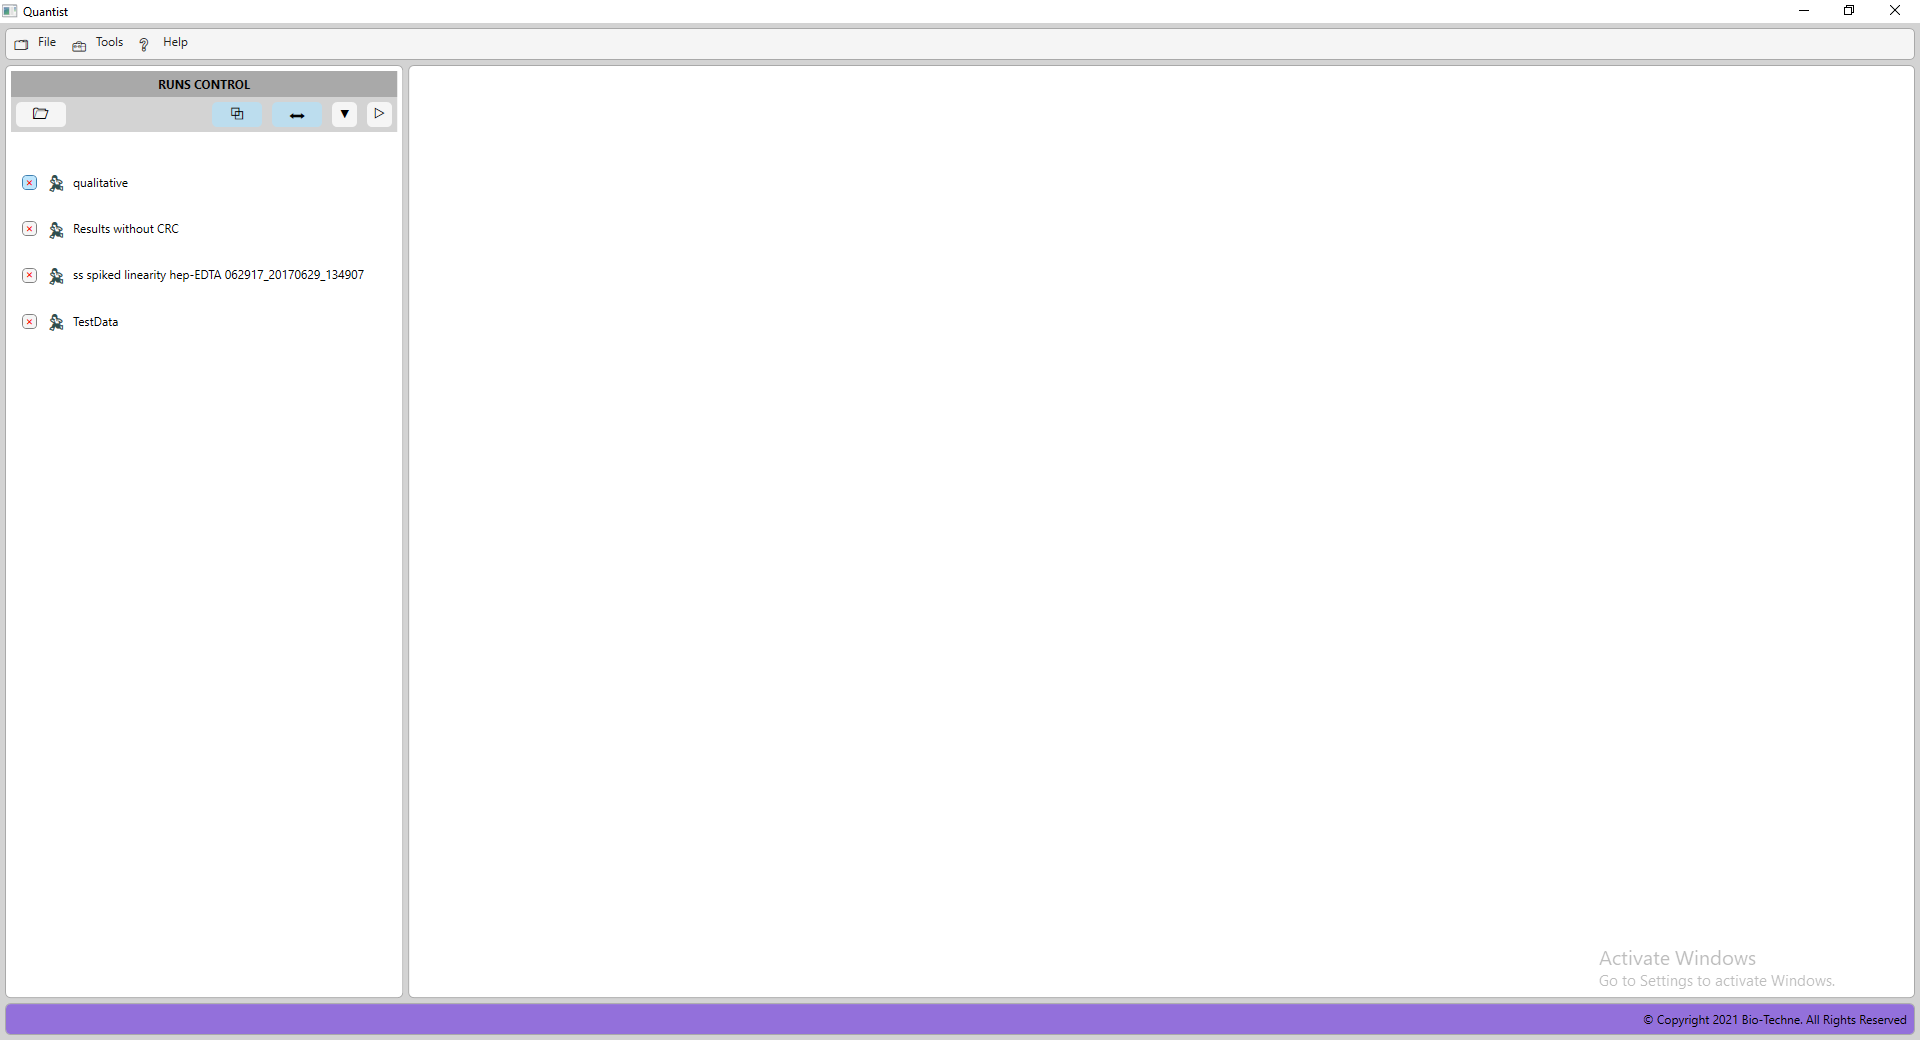 Quantist
File Tools Help
RUNS CONTROL
qualitative
Results without CRC
ss spiked linearity hep-EDTA 062917_20170629_134907
TestData
Activate Windows
Go to Settings to activate Windows.
© Copyright 2021 Bio-Techne. All Rights Reserved